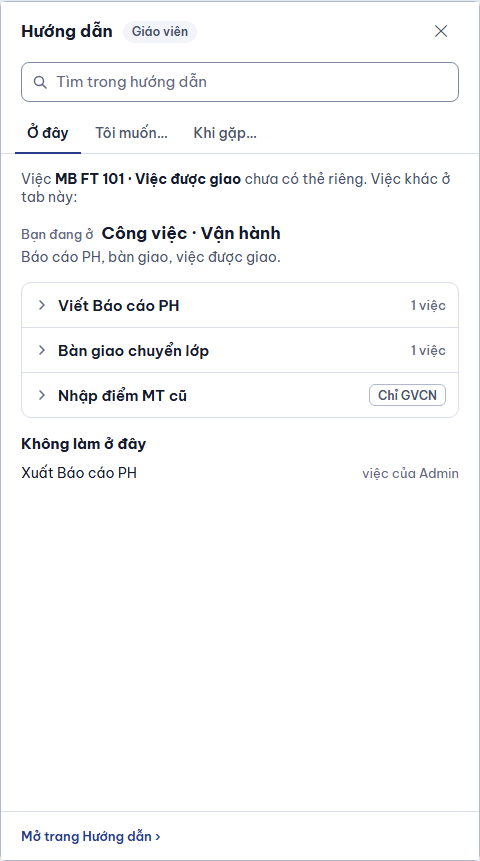 Hướng dẫn Giáo viên
Tìm trong hướng dẫn
Ở đây Tôi muốn... Khi gặp...
Việc MB FT 101 · Việc được giao chưa có thẻ riêng. Việc khác ở
tab này:
Bạn đang ở Công việc · Vận hành
Báo cáo PH, bàn giao, việc được giao.
Viết Báo cáo PH 1 việc
Bàn giao chuyển lớp 1 việc
Nhập điểm MT cũ Chỉ GVCN
Không làm ở đây
Xuất Báo cáo PH việc của Admin
Mở trang Hướng dẫn ›